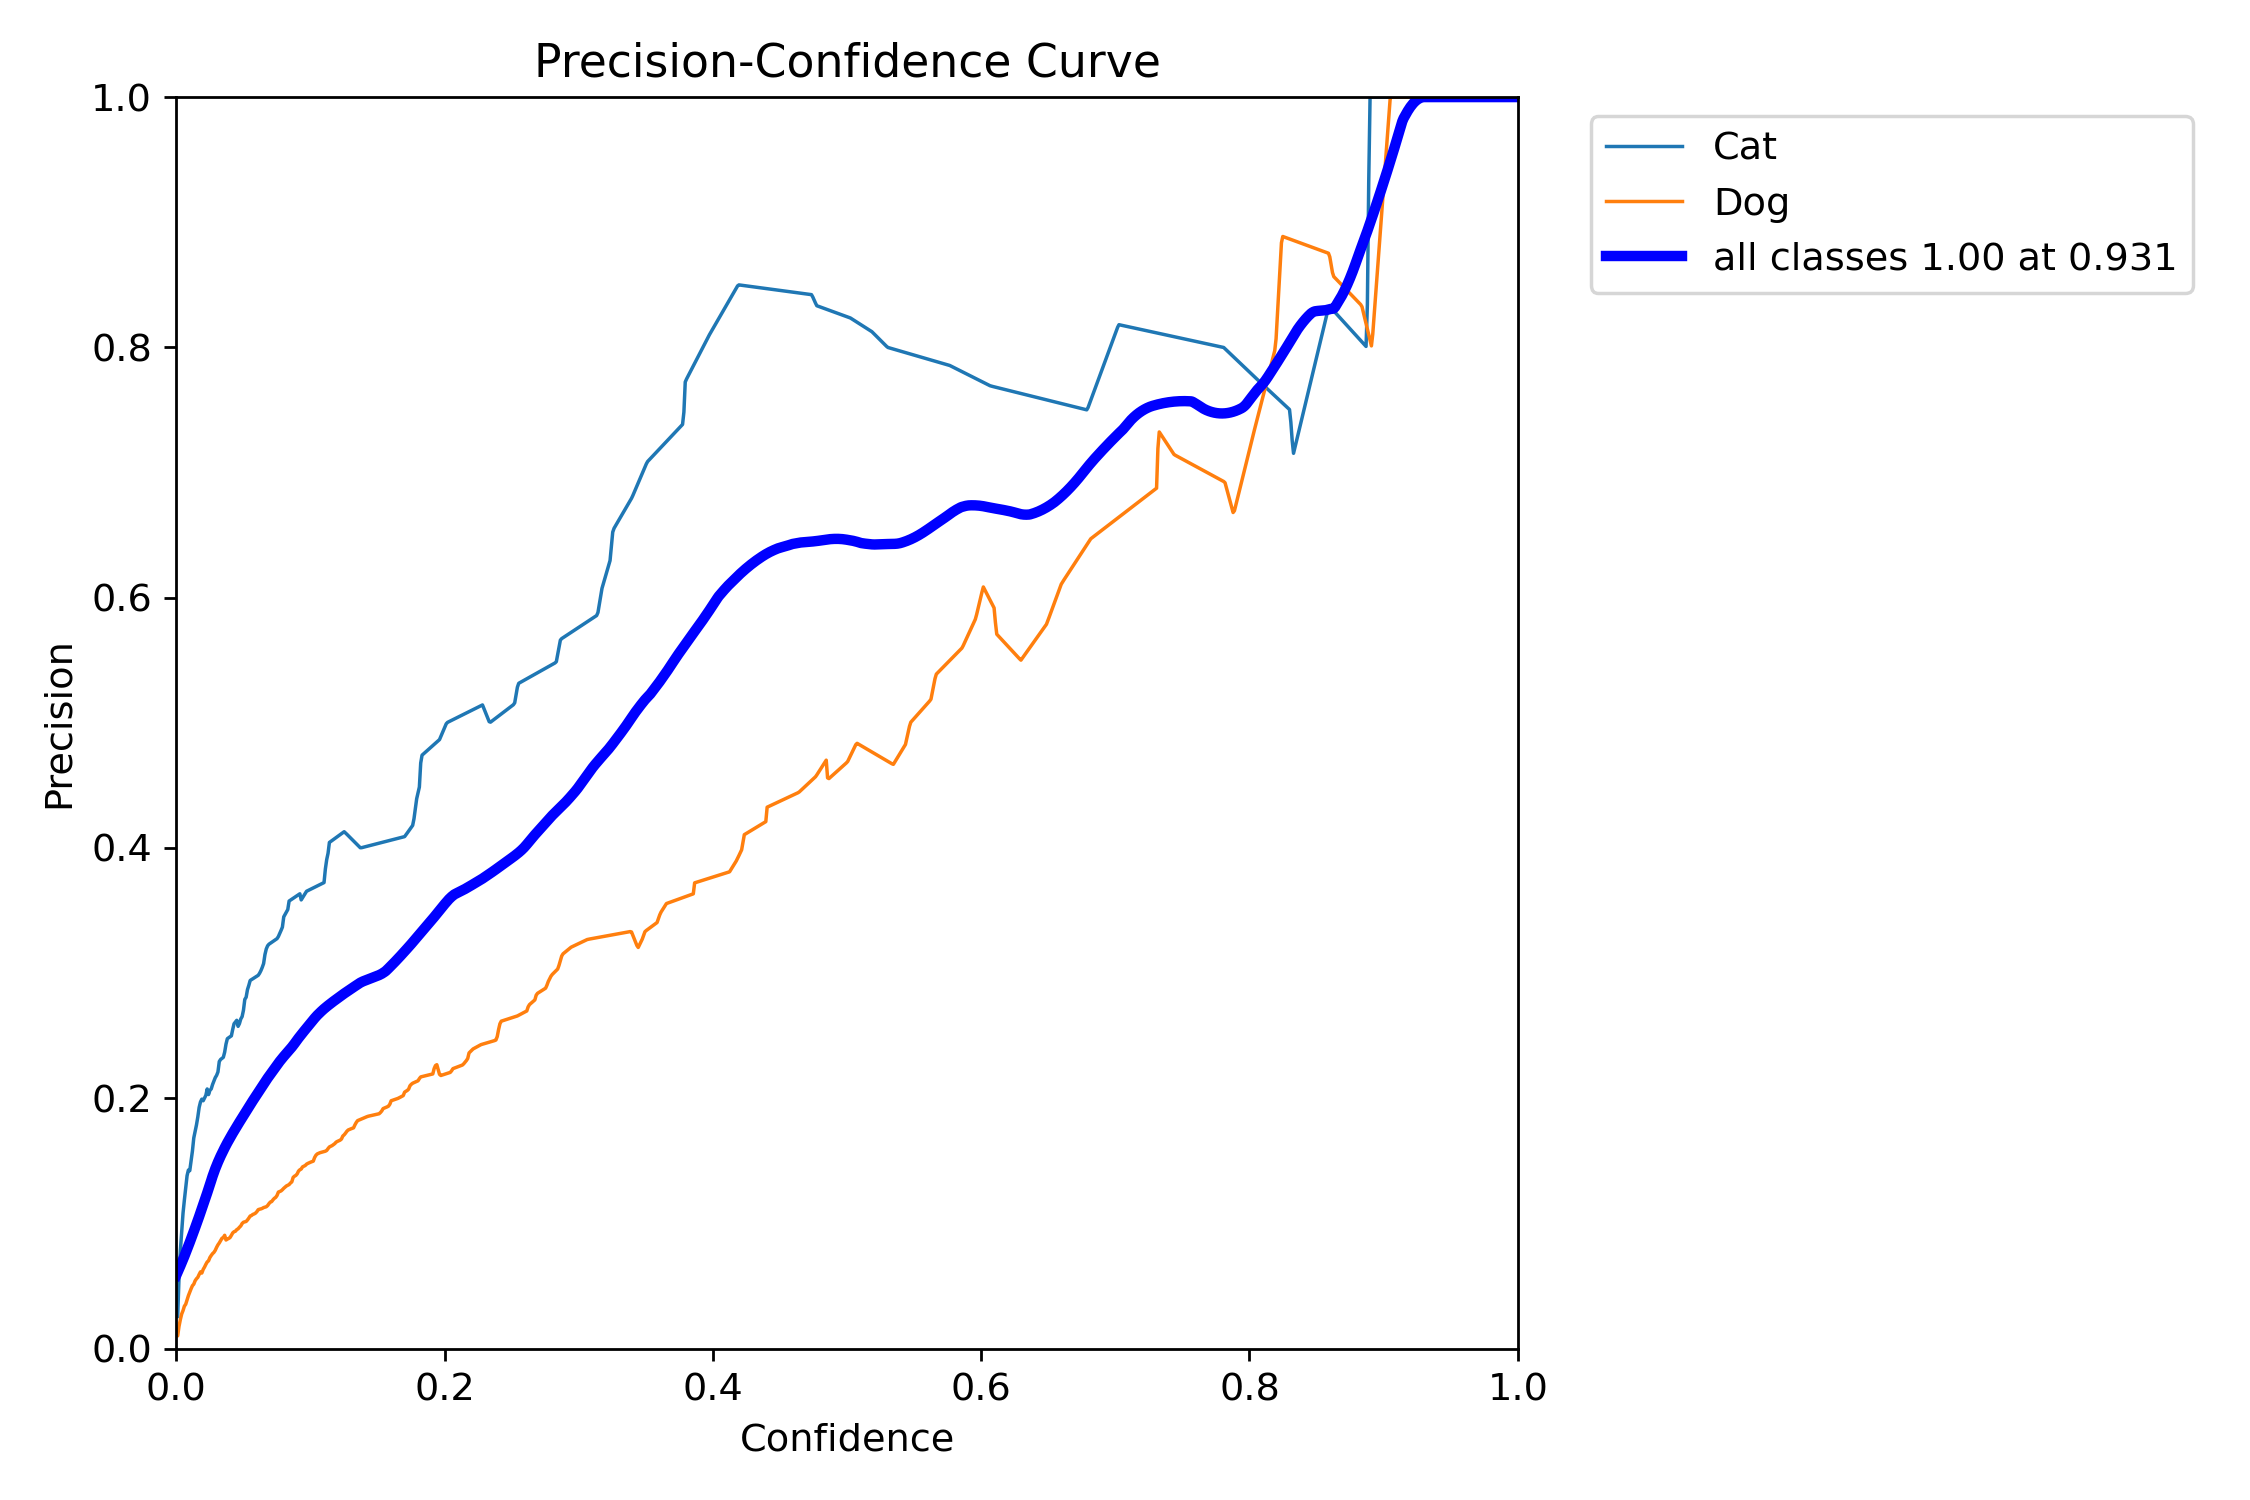 Precision-Confidence Curve
1.0
0.8
0.6
0.4
0.2
0.0
Precision
0.0 0.2 0.4 0.6 0.8 1.0
Confidence
Cat
Dog
all classes 1.00 at 0.931